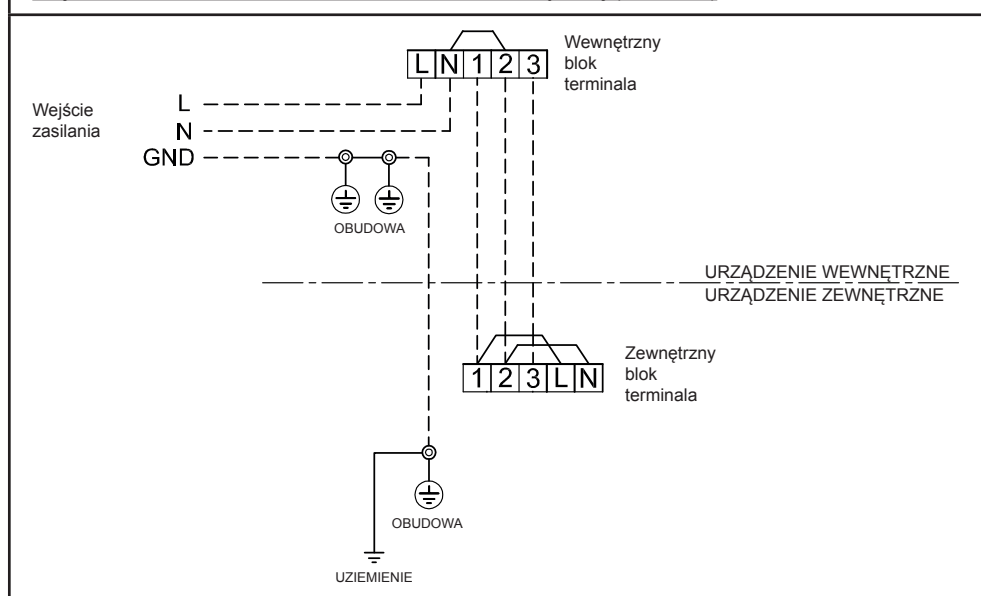 L N 1 2 3
Wewnętrzny
blok
terminala
Wejście
zasilania
L
N
GND
OBUDOWA
URZĄDZENIE WEWNĘTRZNE
URZĄDZENIE ZEWNĘTRZNE
1 2 3 L N
Zewnętrzny
blok
terminala
OBUDOWA
UZIEMIENIE